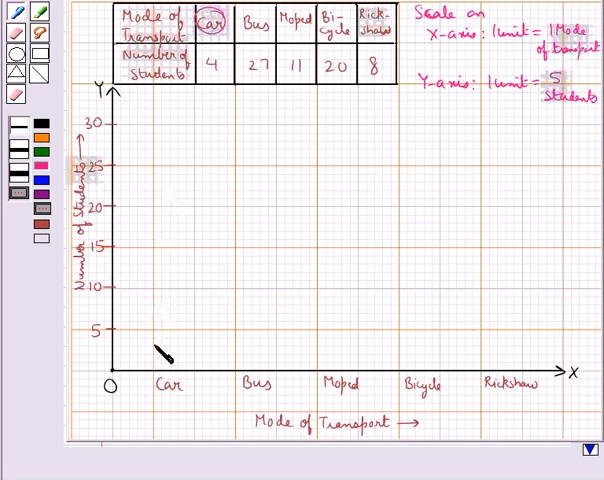 Mode of Transport Car Bus Moped Bi-cycle Rick-shaw
Number of Students 4 27 11 20 8
Scale on
X-axis: 1 unit = 1 Mode
of transport
Y-axis: 1 unit = 5
Students
Y
30
25
20
15
10
5
Number of Students
O
X
Car Bus Moped Bicycle Rickshaw
Mode of Transport